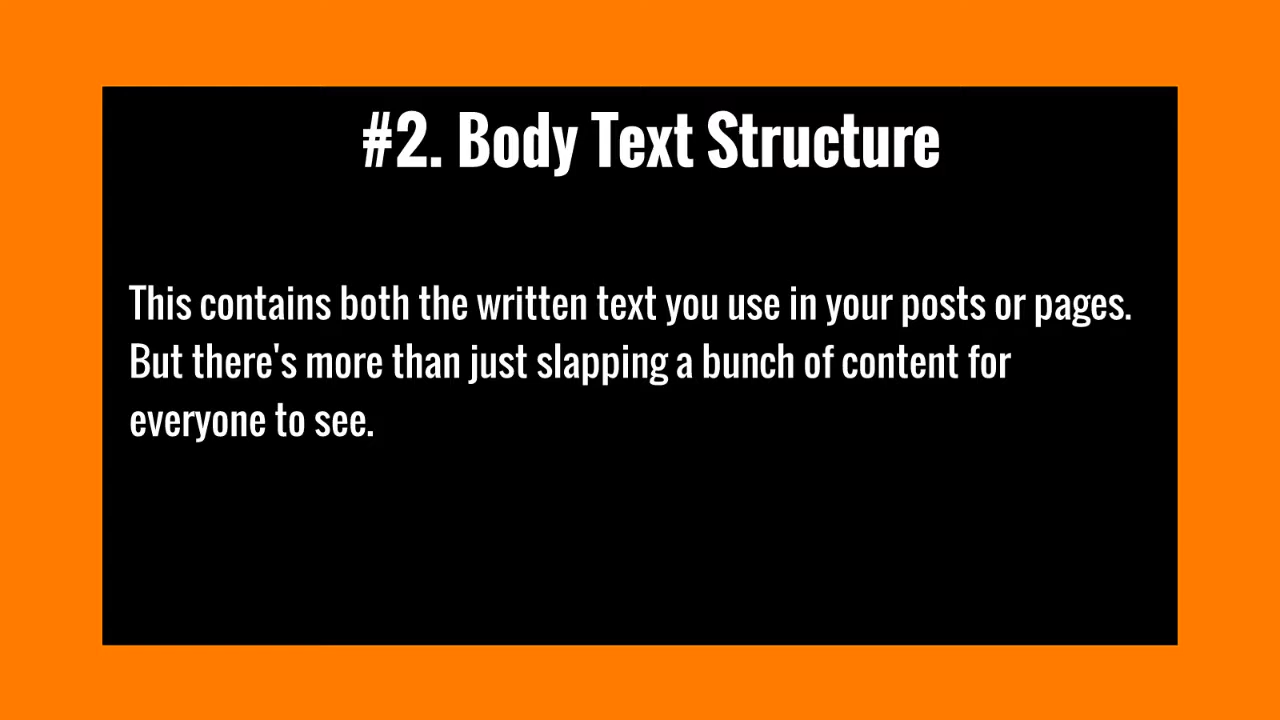 #2. Body Text Structure
This contains both the written text you use in your posts or pages.
But there's more than just slapping a bunch of content for
everyone to see.